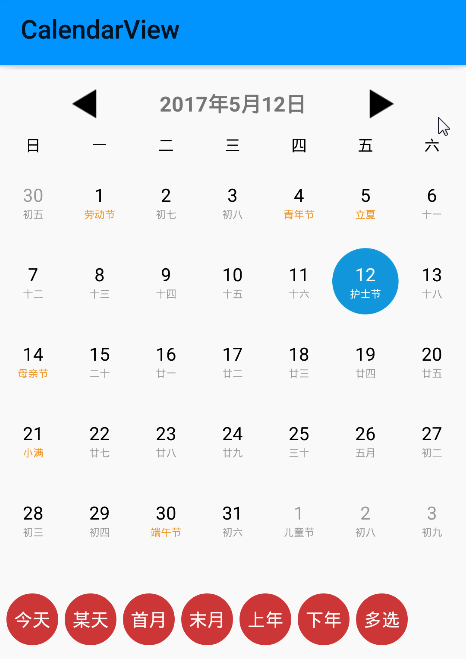 CalendarView
2017年5月12日
日 一 二 三 四 五 六
30 1 2 3 4 5 6
初五 劳动节 初七 初八 青年节 立夏 十一
7 8 9 10 11 12 13
十二 十三 十四 十五 十六 护士节 十八
14 15 16 17 18 19 20
母亲节 二十 廿一 廿二 廿三 廿四 廿五
21 22 23 24 25 26 27
小满 廿七 廿八 廿九 三十 五月 初二
28 29 30 31 1 2 3
初三 初四 端午节 初六 儿童节 初八 初九
今天 某天 首月 末月 上年 下年 多选